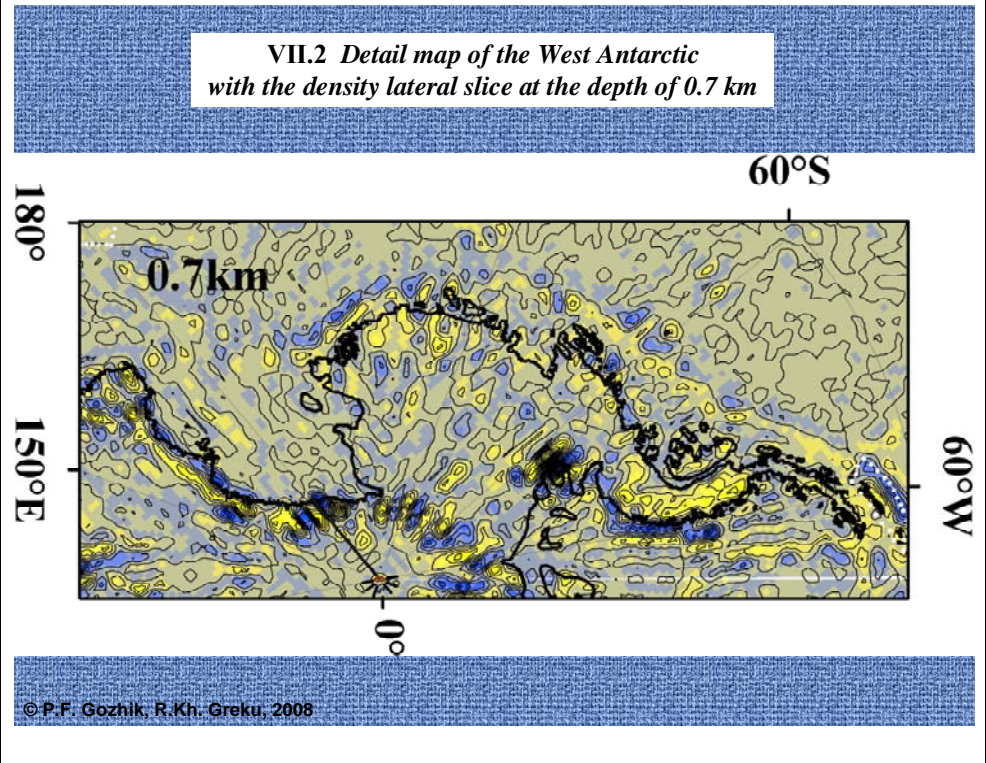 VII.2 Detail map of the West Antarctic
with the density lateral slice at the depth of 0.7 km
60°S
180°
0.7km
150°E
60°W
0°
© P.F. Gozhik, R.Kh. Greku, 2008